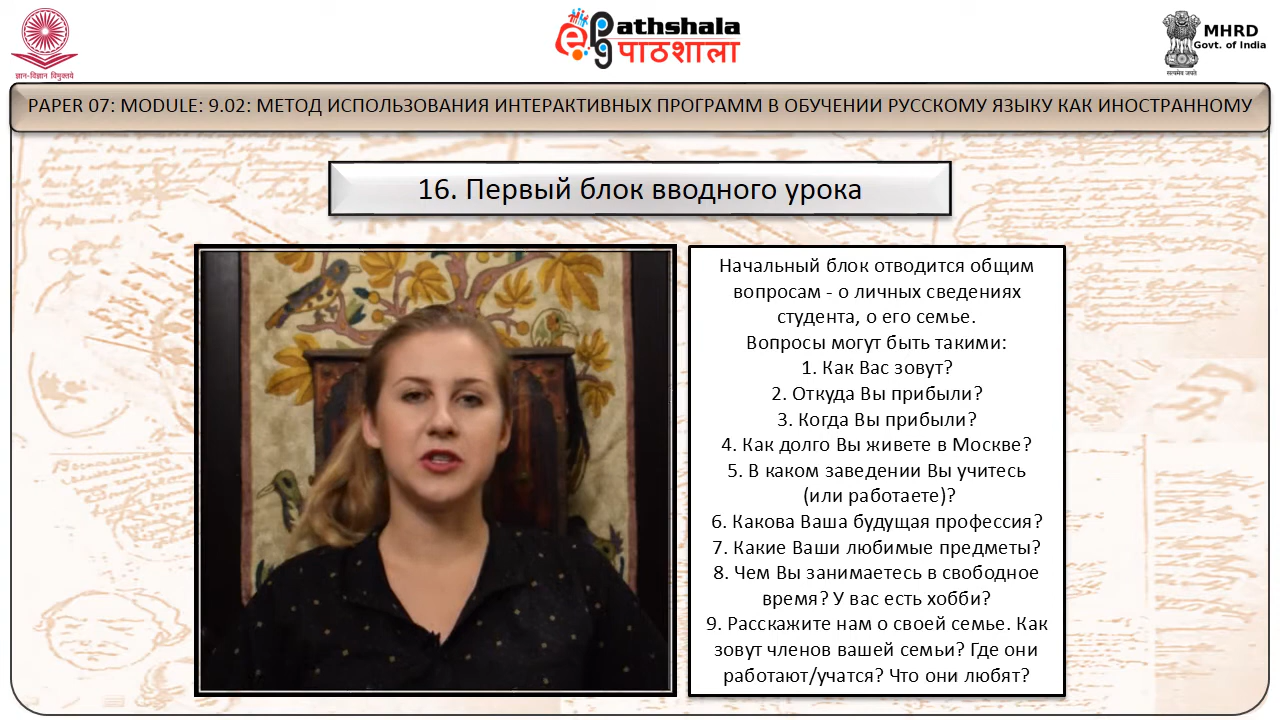 ज्ञान-विज्ञान विमुक्तये
e Pathshala
पाठशाला
MHRD
Govt. of India
सत्यमेव जयते
PAPER 07: MODULE: 9.02: МЕТОД ИСПОЛЬЗОВАНИЯ ИНТЕРАКТИВНЫХ ПРОГРАММ В ОБУЧЕНИИ РУССКОМУ ЯЗЫКУ КАК ИНОСТРАННОМУ
16. Первый блок вводного урока
Начальный блок отводится общим
вопросам - о личных сведениях
студента, о его семье.
Вопросы могут быть такими:
1. Как Вас зовут?
2. Откуда Вы прибыли?
3. Когда Вы прибыли?
4. Как долго Вы живете в Москве?
5. В каком заведении Вы учитесь
(или работаете)?
6. Какова Ваша будущая профессия?
7. Какие Ваши любимые предметы?
8. Чем Вы занимаетесь в свободное
время? У вас есть хобби?
9. Расскажите нам о своей семье. Как
зовут членов вашей семьи? Где они
работают/учатся? Что они любят?